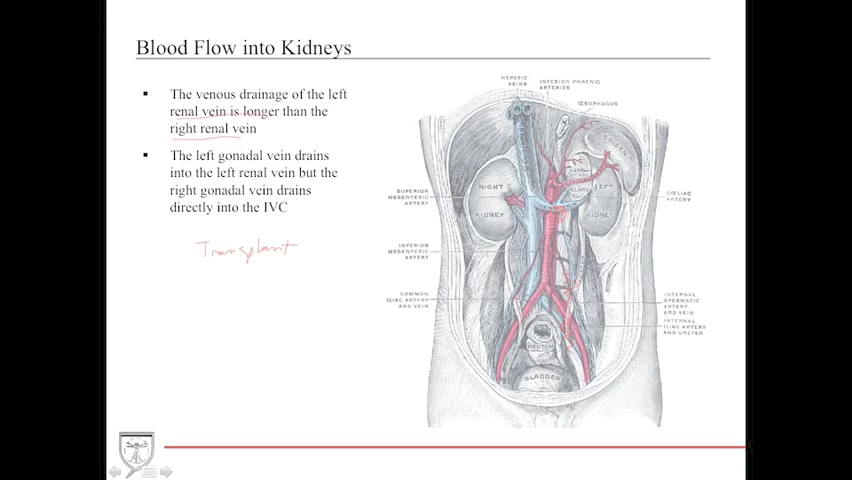 Blood Flow into Kidneys
The venous drainage of the left
renal vein is longer than the
right renal vein
The left gonadal vein drains
into the left renal vein but the
right gonadal vein drains
directly into the IVC
Transplant
HEPATIC
VEINS
INFERIOR PHRENIC
ARTERIES
ŒSOPHAGUS
SPLEEN
RIGHT
KIDNEY
LEFT
KIDNEY
SUPERIOR
MESENTERIC
ARTERY
CŒLIAC
ARTERY
INFERIOR
MESENTERIC
ARTERY
COMMON
ILIAC ARTERY
AND VEIN
INTERNAL
SPERMATIC
ARTERY
AND VEIN
INTERNAL
ILIAC ARTERY
AND URETER
RECTUM
BLADDER